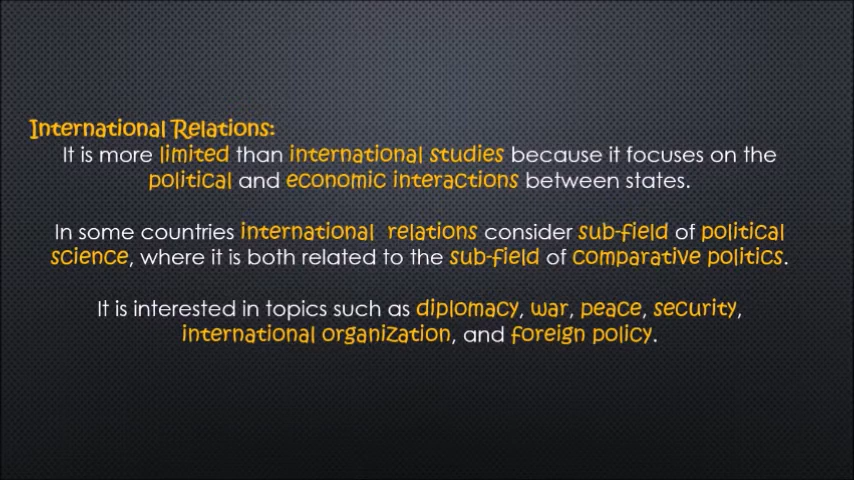 International Relations:
It is more limited than international studies because it focuses on the
political and economic interactions between states.
In some countries international relations consider sub-field of political
science, where it is both related to the sub-field of comparative politics.
It is interested in topics such as diplomacy, war, peace, security,
international organization, and foreign policy.